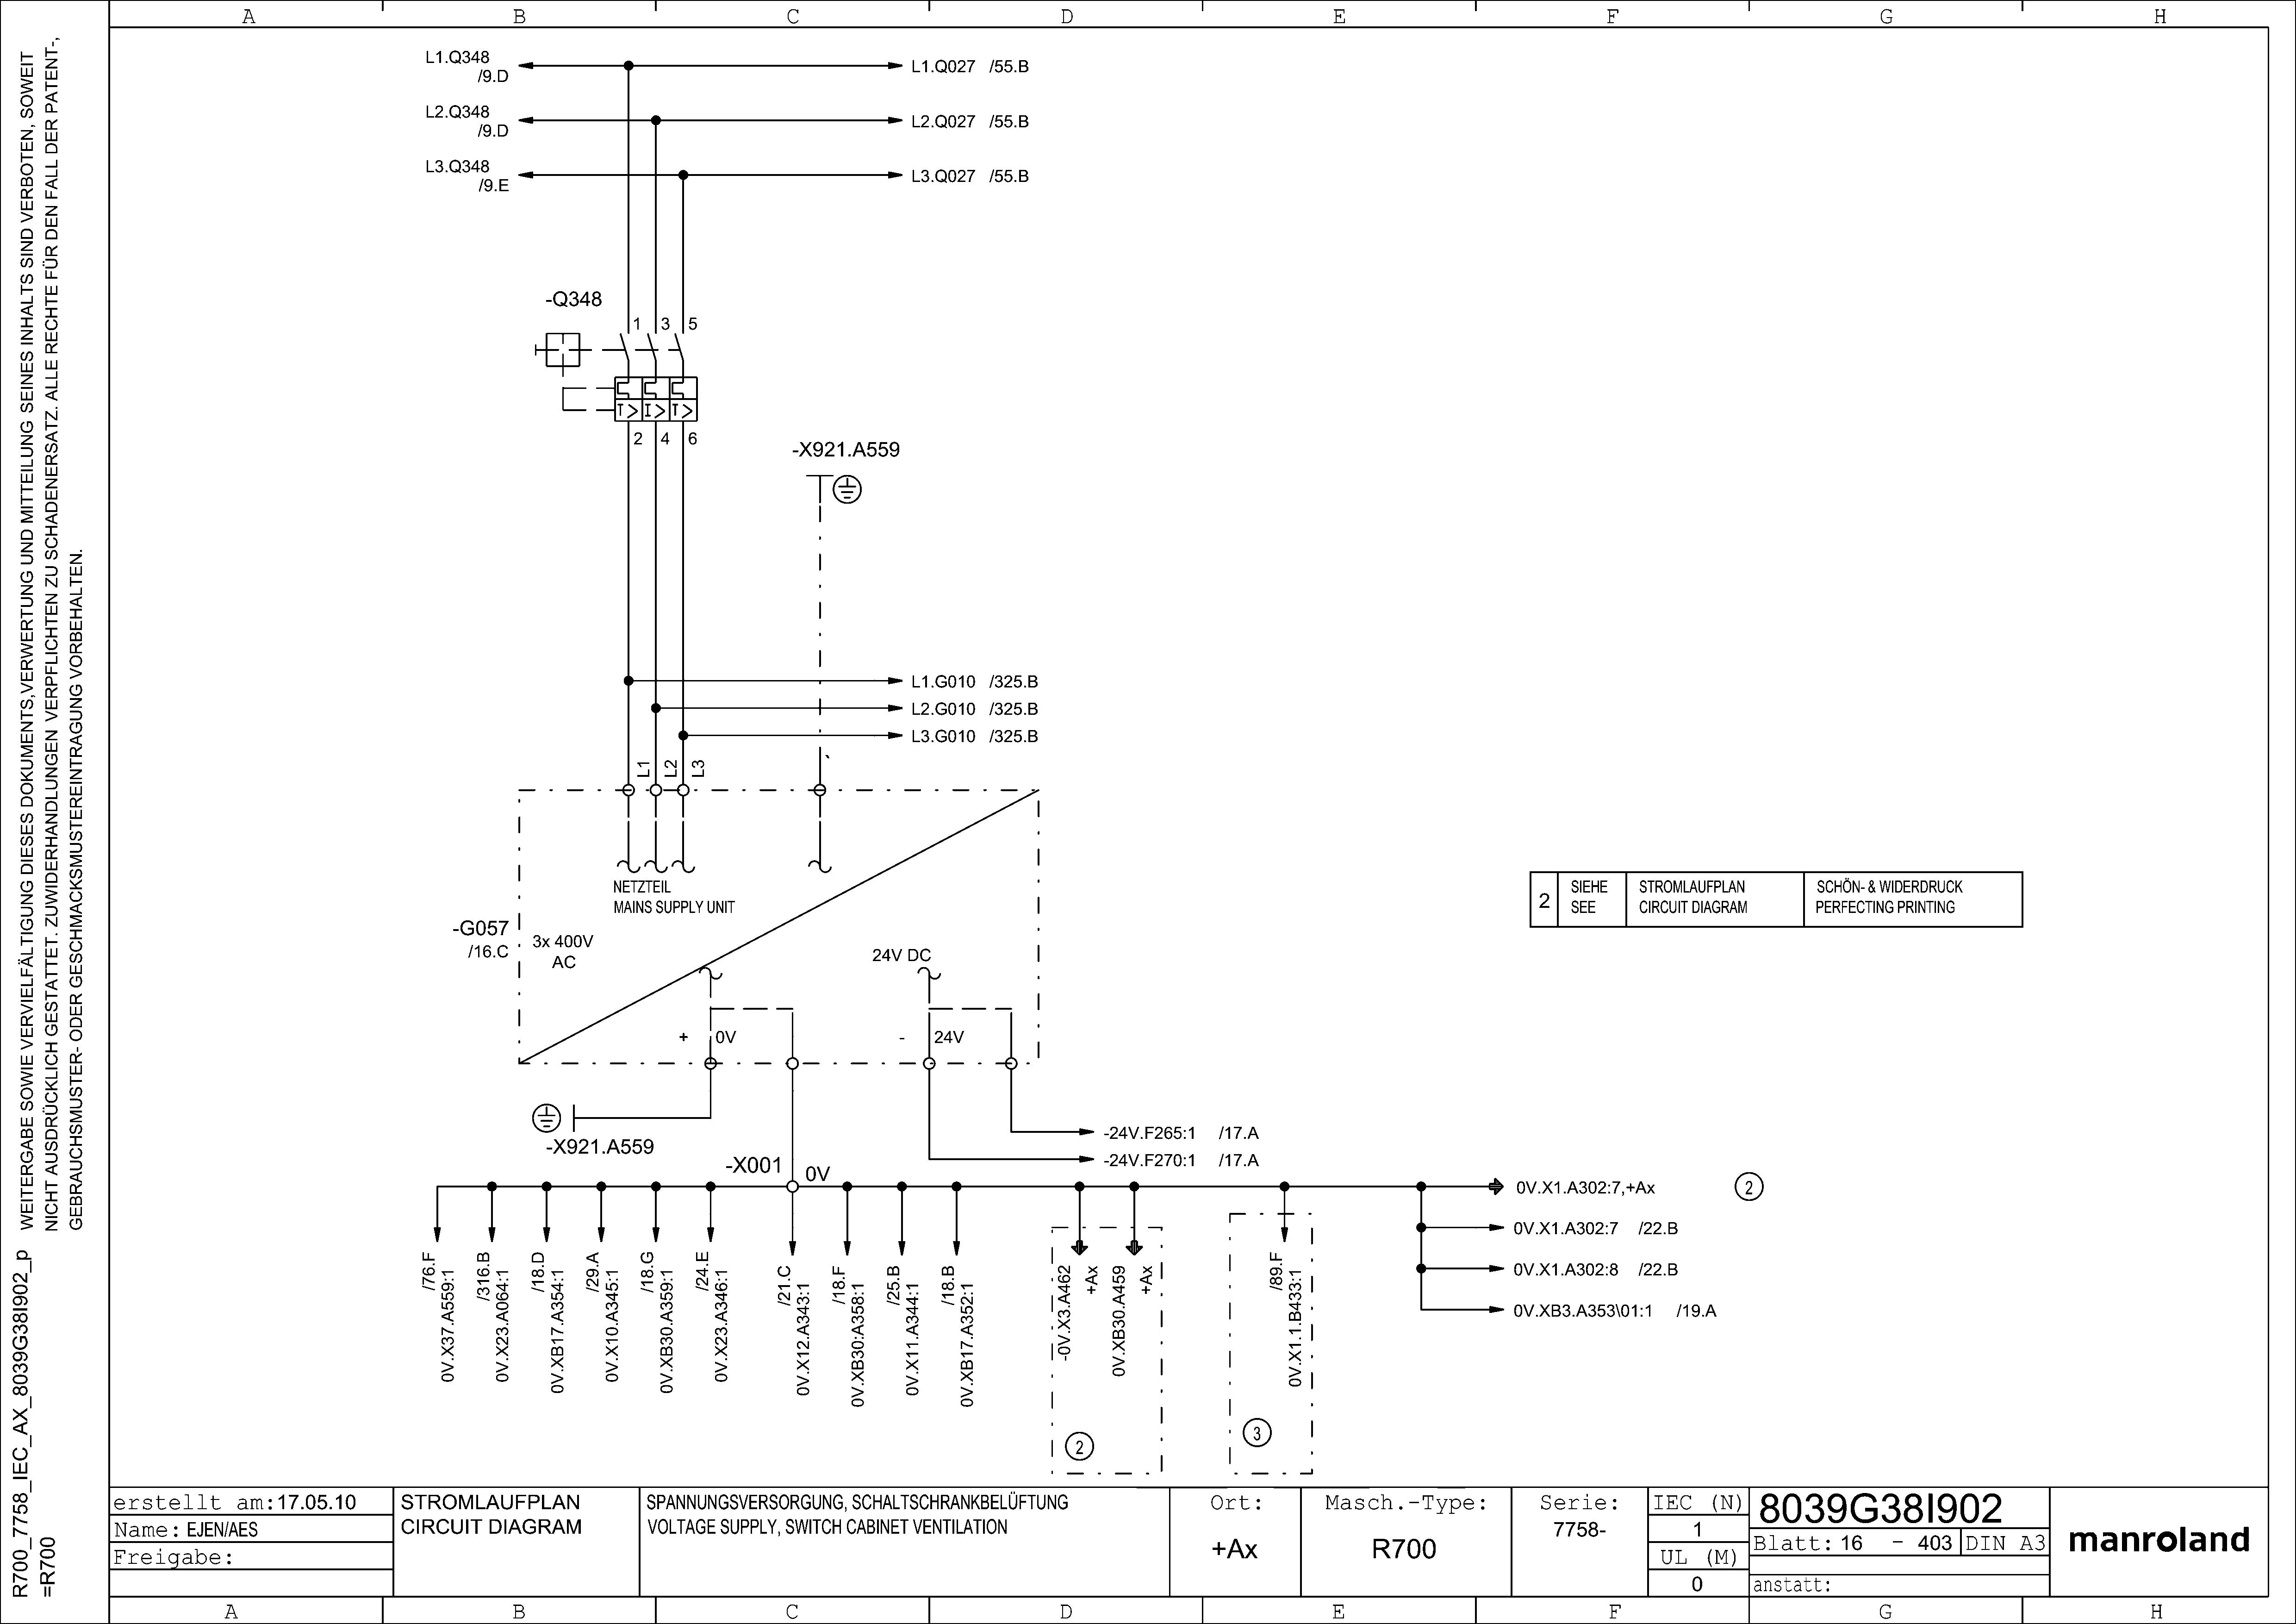 A B C D E F G H
L1.Q348
/9.D
L1.Q027 /55.B
L2.Q348
/9.D
L2.Q027 /55.B
L3.Q348
/9.E
L3.Q027 /55.B
-Q348
1 3 5
I> I> I>
2 4 6
-X921.A559
L1.G010 /325.B
L2.G010 /325.B
L3.G010 /325.B
L1 L2 L3
NETZTEIL
MAINS SUPPLY UNIT
-G057
/16.C
3x 400V
AC
24V DC
+ 0V
- 24V
-X921.A559
-24V.F265:1 /17.A
-24V.F270:1 /17.A
-X001
0V
0V.X1.A302:7,+Ax
2
0V.X1.A302:7 /22.B
0V.X1.A302:8 /22.B
0V.XB3.A353\01:1 /19.A
/76.F
0V.X37.A559:1
/316.B
0V.X23.A064:1
/18.D
0V.XB17.A354:1
/29.A
0V.X10.A345:1
/18.G
0V.XB30.A359:1
/24.E
0V.X23.A346:1
/21.C
0V.X12.A343:1
/18.F
0V.XB30:A358:1
/25.B
0V.X11.A344:1
/18.B
0V.XB17.A352:1
-0V.X3.A462
+Ax
0V.XB30.A459
+Ax
2
/89.F
0V.X1.1.B433:1
3
2 SIEHE STROMLAUFPLAN SCHÖN- & WIDERDRUCK
SEE CIRCUIT DIAGRAM PERFECTING PRINTING
WEITERGABE SOWIE VERVIELFÄLTIGUNG DIESES DOKUMENTS,VERWERTUNG UND MITTEILUNG SEINES INHALTS SIND VERBOTEN, SOWEIT
NICHT AUSDRÜCKLICH GESTATTET. ZUWIDERHANDLUNGEN VERPFLICHTEN ZU SCHADENERSATZ. ALLE RECHTE FÜR DEN FALL DER PATENT-,
GEBRAUCHSMUSTER- ODER GESCHMACKSMUSTEREINTRAGUNG VORBEHALTEN.
R700_7758_IEC_AX_8039G38I902_p
=R700
erstellt am:17.05.10
Name: EJEN/AES
Freigabe:
STROMLAUFPLAN
CIRCUIT DIAGRAM
SPANNUNGSVERSORGUNG, SCHALTSCHRANKBELÜFTUNG
VOLTAGE SUPPLY, SWITCH CABINET VENTILATION
Ort:
+Ax
Masch.-Type:
R700
Serie:
7758-
IEC (N)
1
UL (M)
0
8039G38I902
Blatt: 16 - 403 DIN A3
anstatt:
manroland
A B C D E F G H